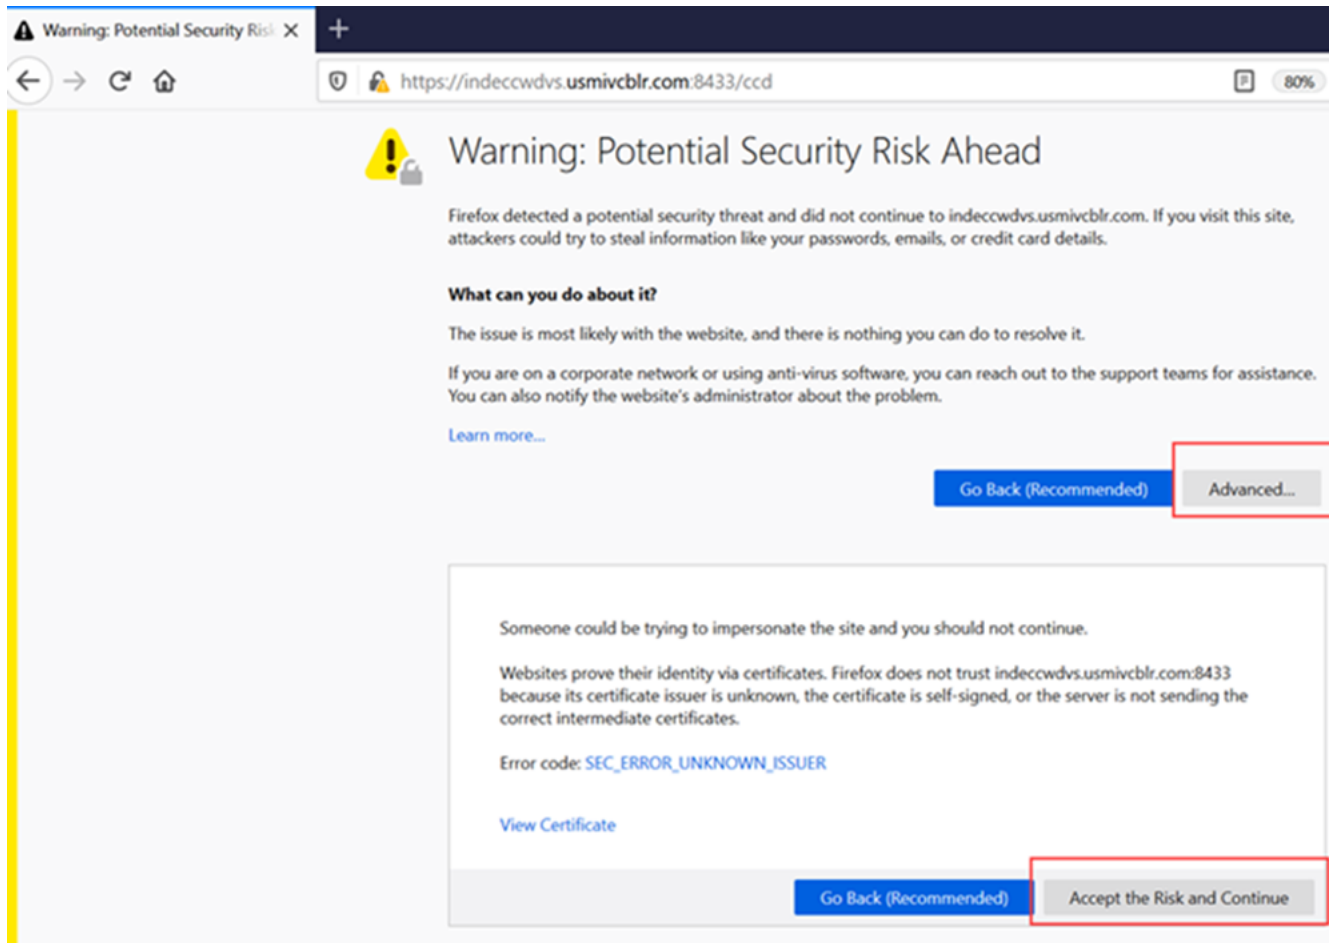 Warning: Potential Security Ris
https://indeccwdvs.usmivcblr.com:8433/ccd
80%
Warning: Potential Security Risk Ahead
Firefox detected a potential security threat and did not continue to indeccwdvs.usmivcblr.com. If you visit this site,
attackers could try to steal information like your passwords, emails, or credit card details.
What can you do about it?
The issue is most likely with the website, and there is nothing you can do to resolve it.
If you are on a corporate network or using anti-virus software, you can reach out to the support teams for assistance.
You can also notify the website's administrator about the problem.
Learn more...
Go Back (Recommended)
Advanced...
Someone could be trying to impersonate the site and you should not continue.
Websites prove their identity via certificates. Firefox does not trust indeccwdvs.usmivcblr.com:8433
because its certificate issuer is unknown, the certificate is self-signed, or the server is not sending the
correct intermediate certificates.
Error code: SEC_ERROR_UNKNOWN_ISSUER
View Certificate
Go Back (Recommended)
Accept the Risk and Continue